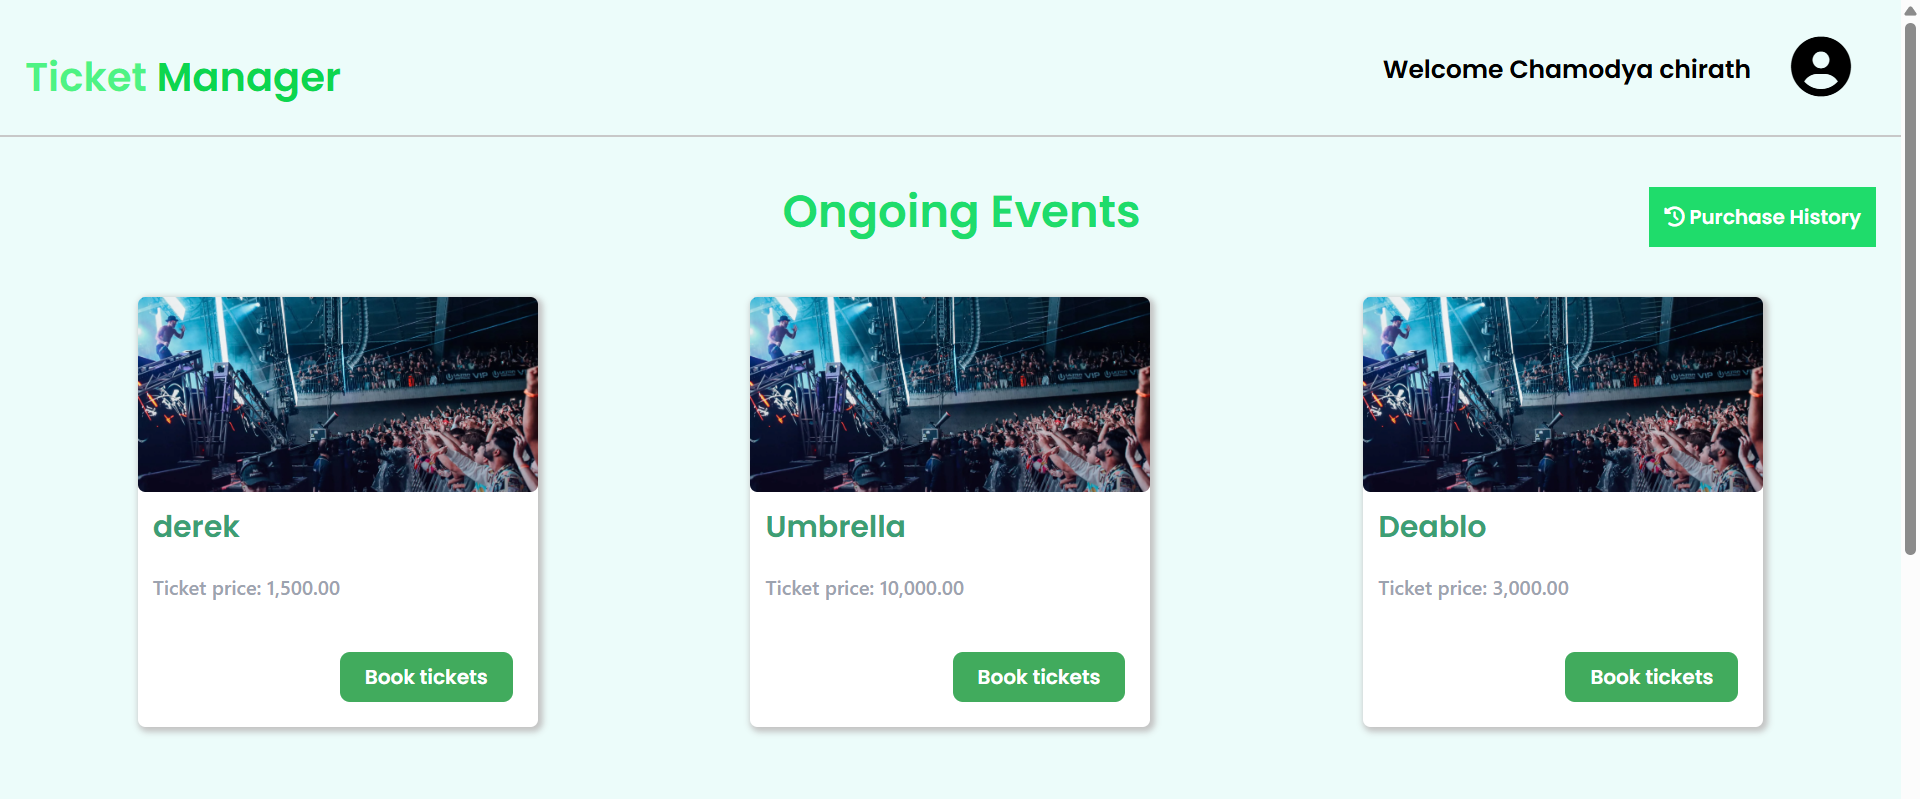 Ticket Manager
Welcome Chamodya chirath
Ongoing Events
Purchase History
derek
Ticket price: 1,500.00
Book tickets
Umbrella
Ticket price: 10,000.00
Book tickets
Deablo
Ticket price: 3,000.00
Book tickets